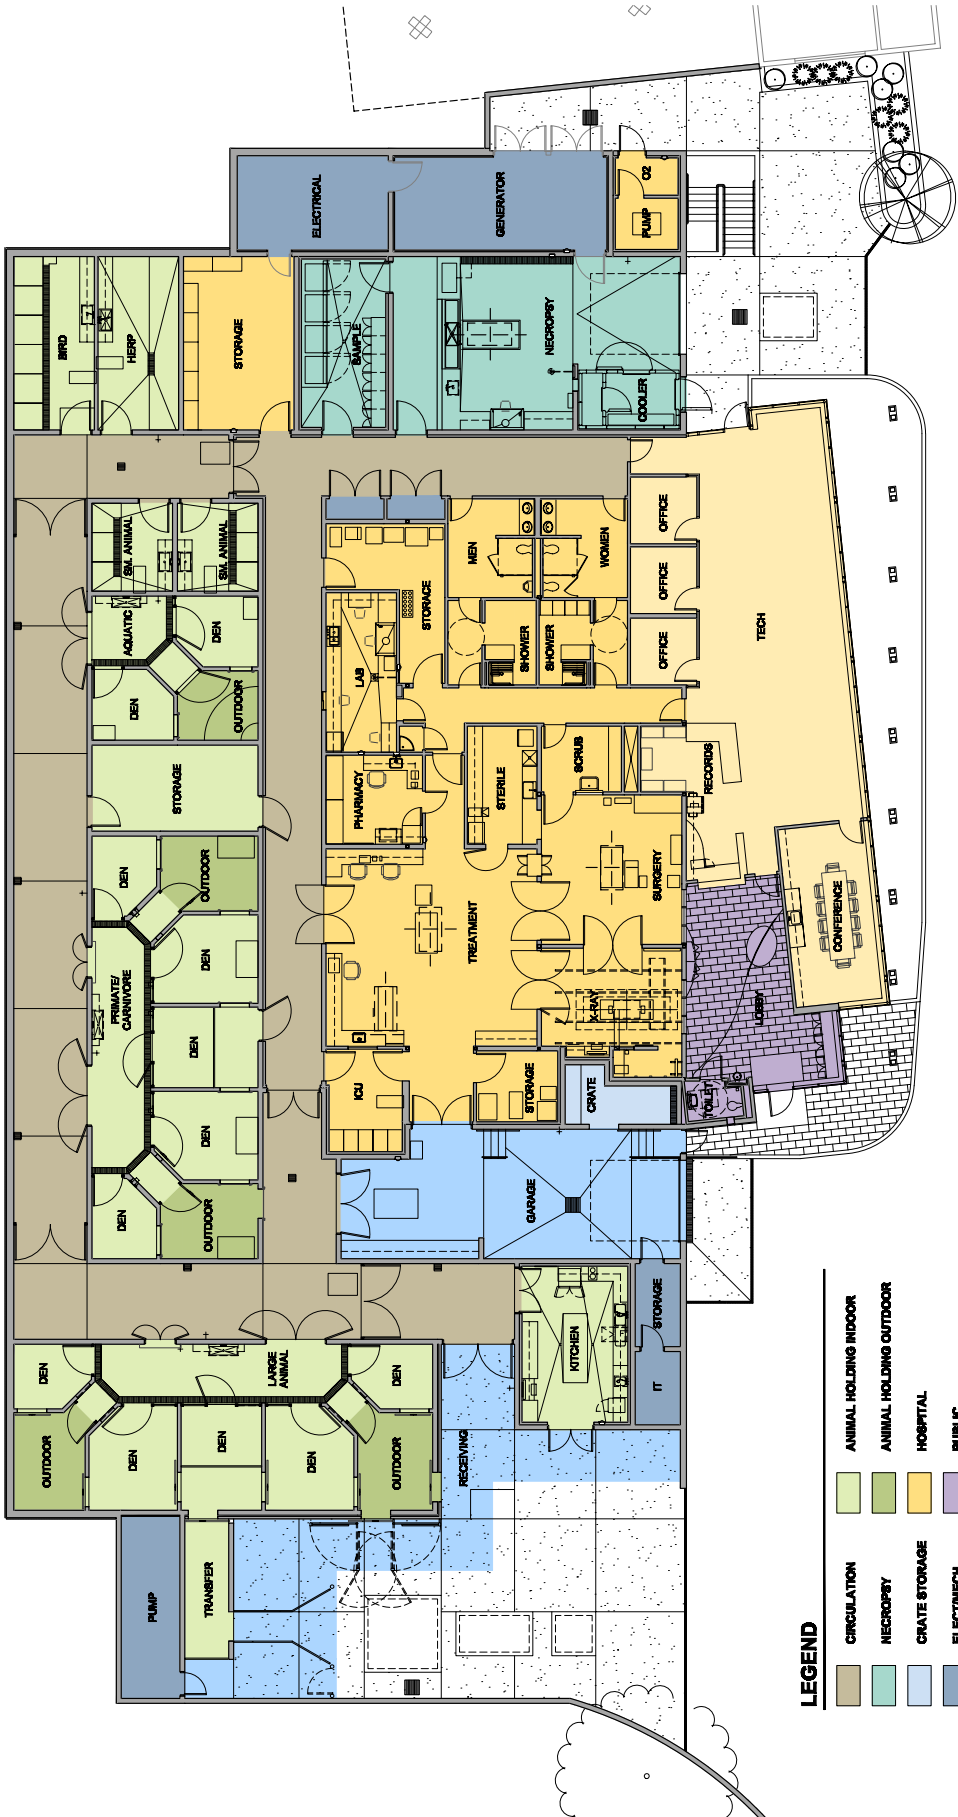 OUTDOOR
DEN
BIRD
PUMP
DEN
DEN
DEN
PRIMATE/
CARNIVORE
DEN
DEN
AQUATIC
SM. ANIMAL
HERP
TRANSFER
DEN
LARGE
ANIMAL
OUTDOOR
DEN
DEN
DEN
OUTDOOR
STORAGE
OUTDOOR
DEN
SM. ANIMAL
STORAGE
DEN
OUTDOOR
DEN
ELECTRICAL
ICU
PHARMACY
LAB
SAMPLE
STORAGE
RECEIVING
TREATMENT
STERILE
MEN
GENERATOR
GARAGE
STORAGE
SHOWER
SHOWER
NECROPSY
KITCHEN
CRATE
X-RAY
SCRUB
WOMEN
IT
STORAGE
SURGERY
OFFICE
OFFICE
OFFICE
COOLER
PUMP
O2
TOILET
RECORDS
LOBBY
TECH
CONFERENCE
LEGEND
CIRCULATION
ANIMAL HOLDING INDOOR
NECROPSY
ANIMAL HOLDING OUTDOOR
CRATE STORAGE
HOSPITAL
ELECT/MECH
PUBLIC